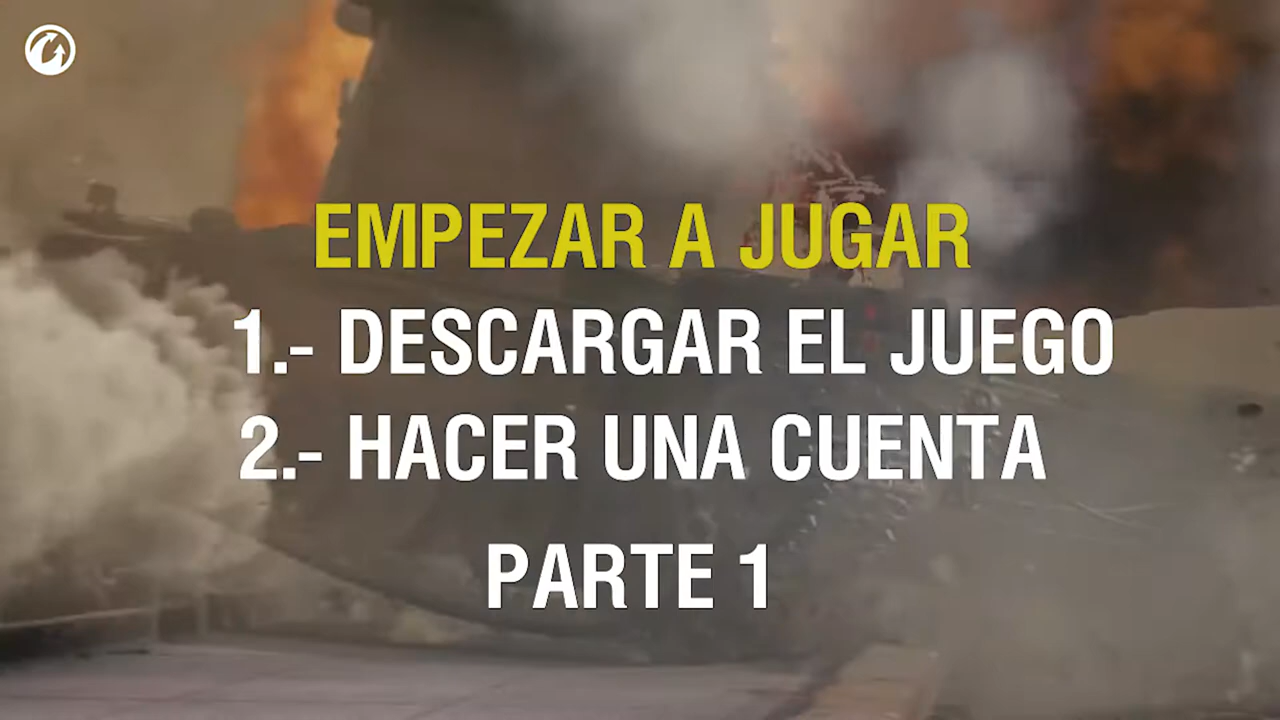 EMPEZAR A JUGAR
1.- DESCARGAR EL JUEGO
2.- HACER UNA CUENTA
PARTE 1